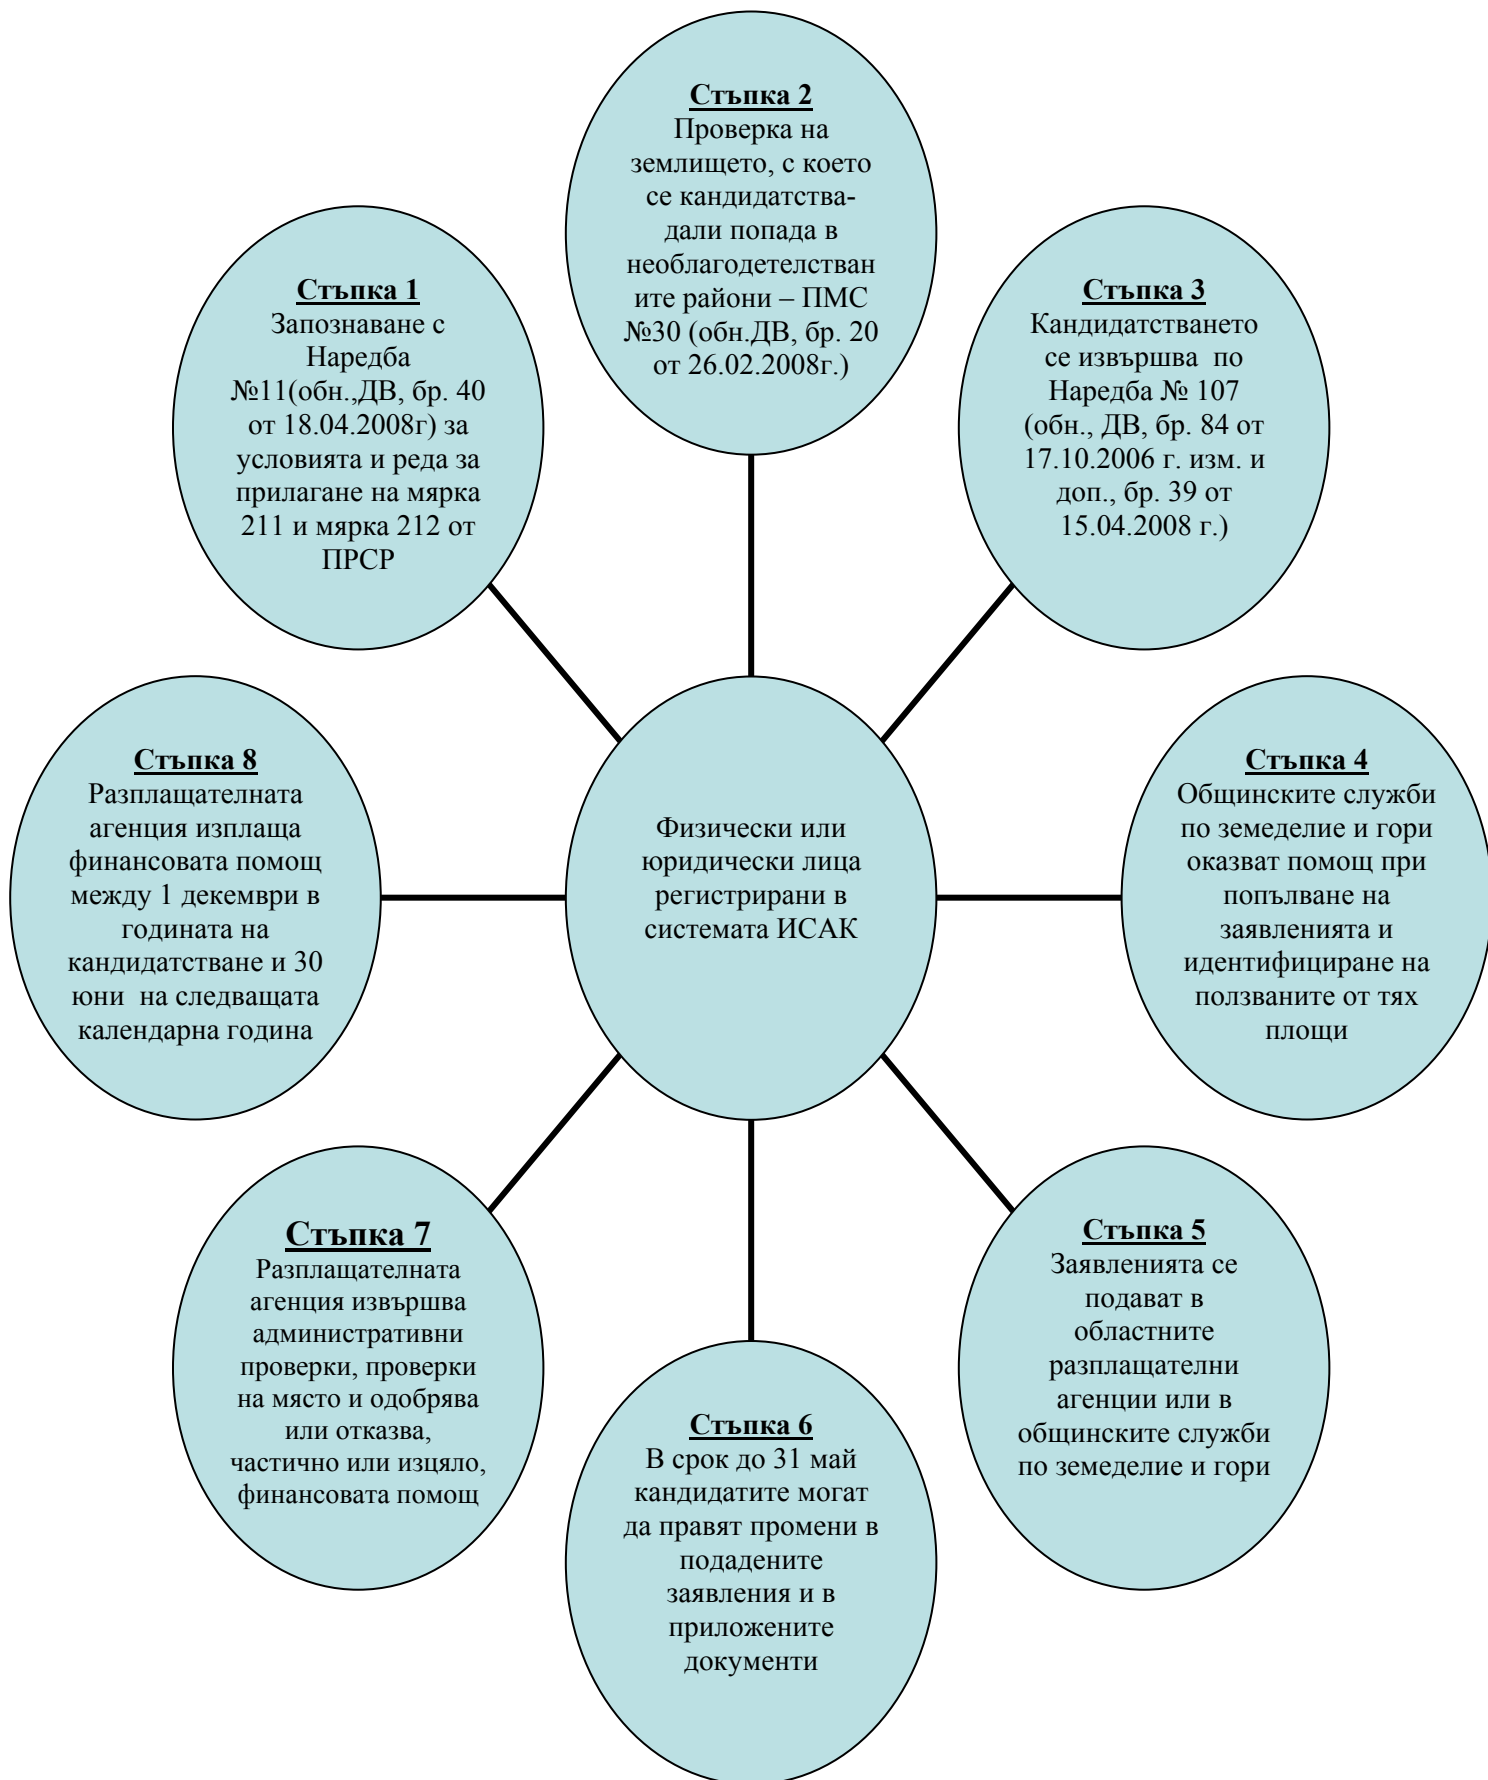 Стъпка 1
Запознаване с
Наредба
№11(обн.,ДВ, бр. 40
от 18.04.2008г) за
условията и реда за
прилагане на мярка
211 и мярка 212 от
ПРСР
Стъпка 2
Проверка на
землището, с което
се кандидатства-
дали попада в
необлагодетелстван
ите райони – ПМС
№30 (обн.ДВ, бр. 20
от 26.02.2008г.)
Стъпка 3
Кандидатстването
се извършва по
Наредба № 107
(обн., ДВ, бр. 84 от
17.10.2006 г. изм. и
доп., бр. 39 от
15.04.2008 г.)
Стъпка 4
Общинските служби
по земеделие и гори
оказват помощ при
попълване на
заявленията и
идентифициране на
ползваните от тях
площи
Стъпка 5
Заявленията се
подават в
областните
разплащателни
агенции или в
общинските служби
по земеделие и гори
Стъпка 6
В срок до 31 май
кандидатите могат
да правят промени в
подадените
заявления и в
приложените
документи
Стъпка 7
Разплащателната
агенция извършва
административни
проверки, проверки
на място и одобрява
или отказва,
частично или изцяло,
финансовата помощ
Стъпка 8
Разплащателната
агенция изплаща
финансовата помощ
между 1 декември в
годината на
кандидатстване и 30
юни на следващата
календарна година
Физически или
юридически лица
регистрирани в
системата ИСАК